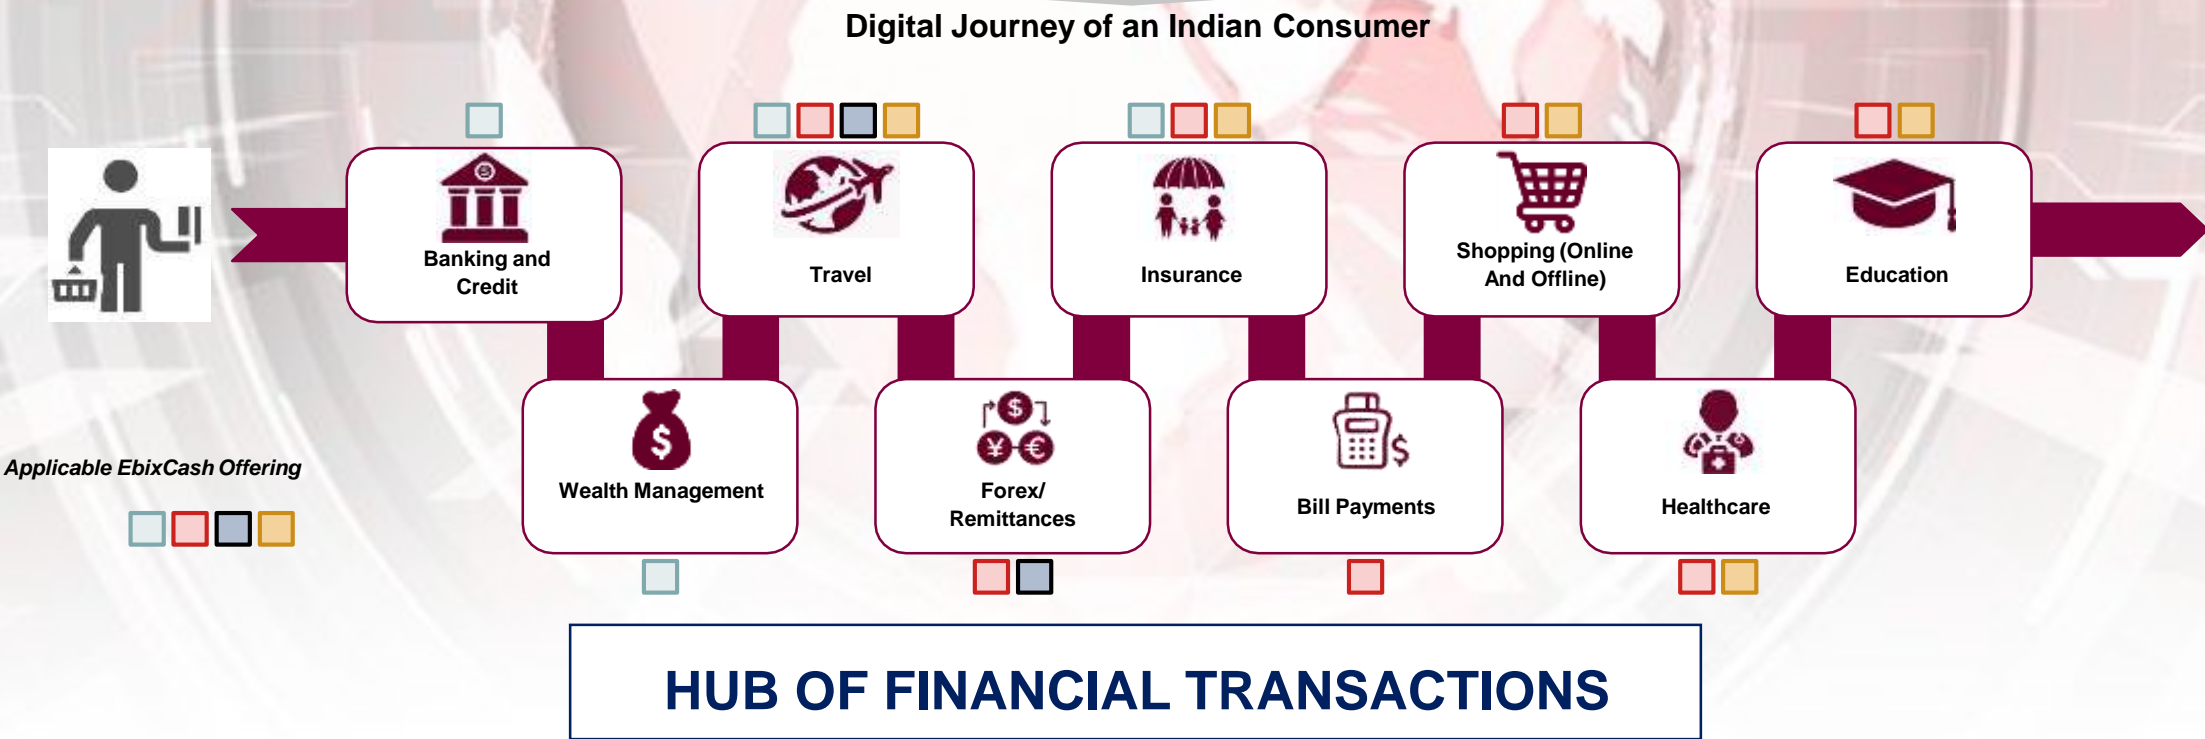 Digital Journey of an Indian Consumer
Banking and
Credit
Travel
Insurance
Shopping (Online
And Offline)
Education
Applicable EbixCash Offering
Wealth Management
Forex/
Remittances
Bill Payments
Healthcare
HUB OF FINANCIAL TRANSACTIONS